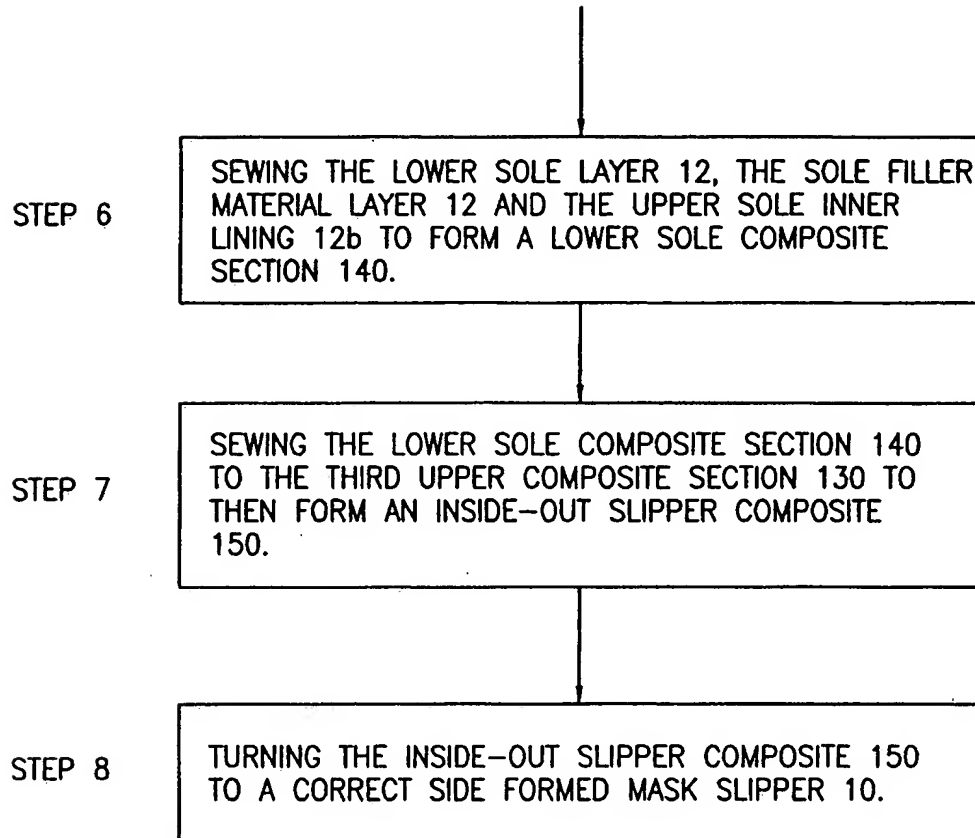 STEP 6
SEWING THE LOWER SOLE LAYER 12, THE SOLE FILLER
MATERIAL LAYER 12 AND THE UPPER SOLE INNER
LINING 12b TO FORM A LOWER SOLE COMPOSITE
SECTION 140.
STEP 7
SEWING THE LOWER SOLE COMPOSITE SECTION 140
TO THE THIRD UPPER COMPOSITE SECTION 130 TO
THEN FORM AN INSIDE-OUT SLIPPER COMPOSITE
150.
STEP 8
TURNING THE INSIDE-OUT SLIPPER COMPOSITE 150
TO A CORRECT SIDE FORMED MASK SLIPPER 10.